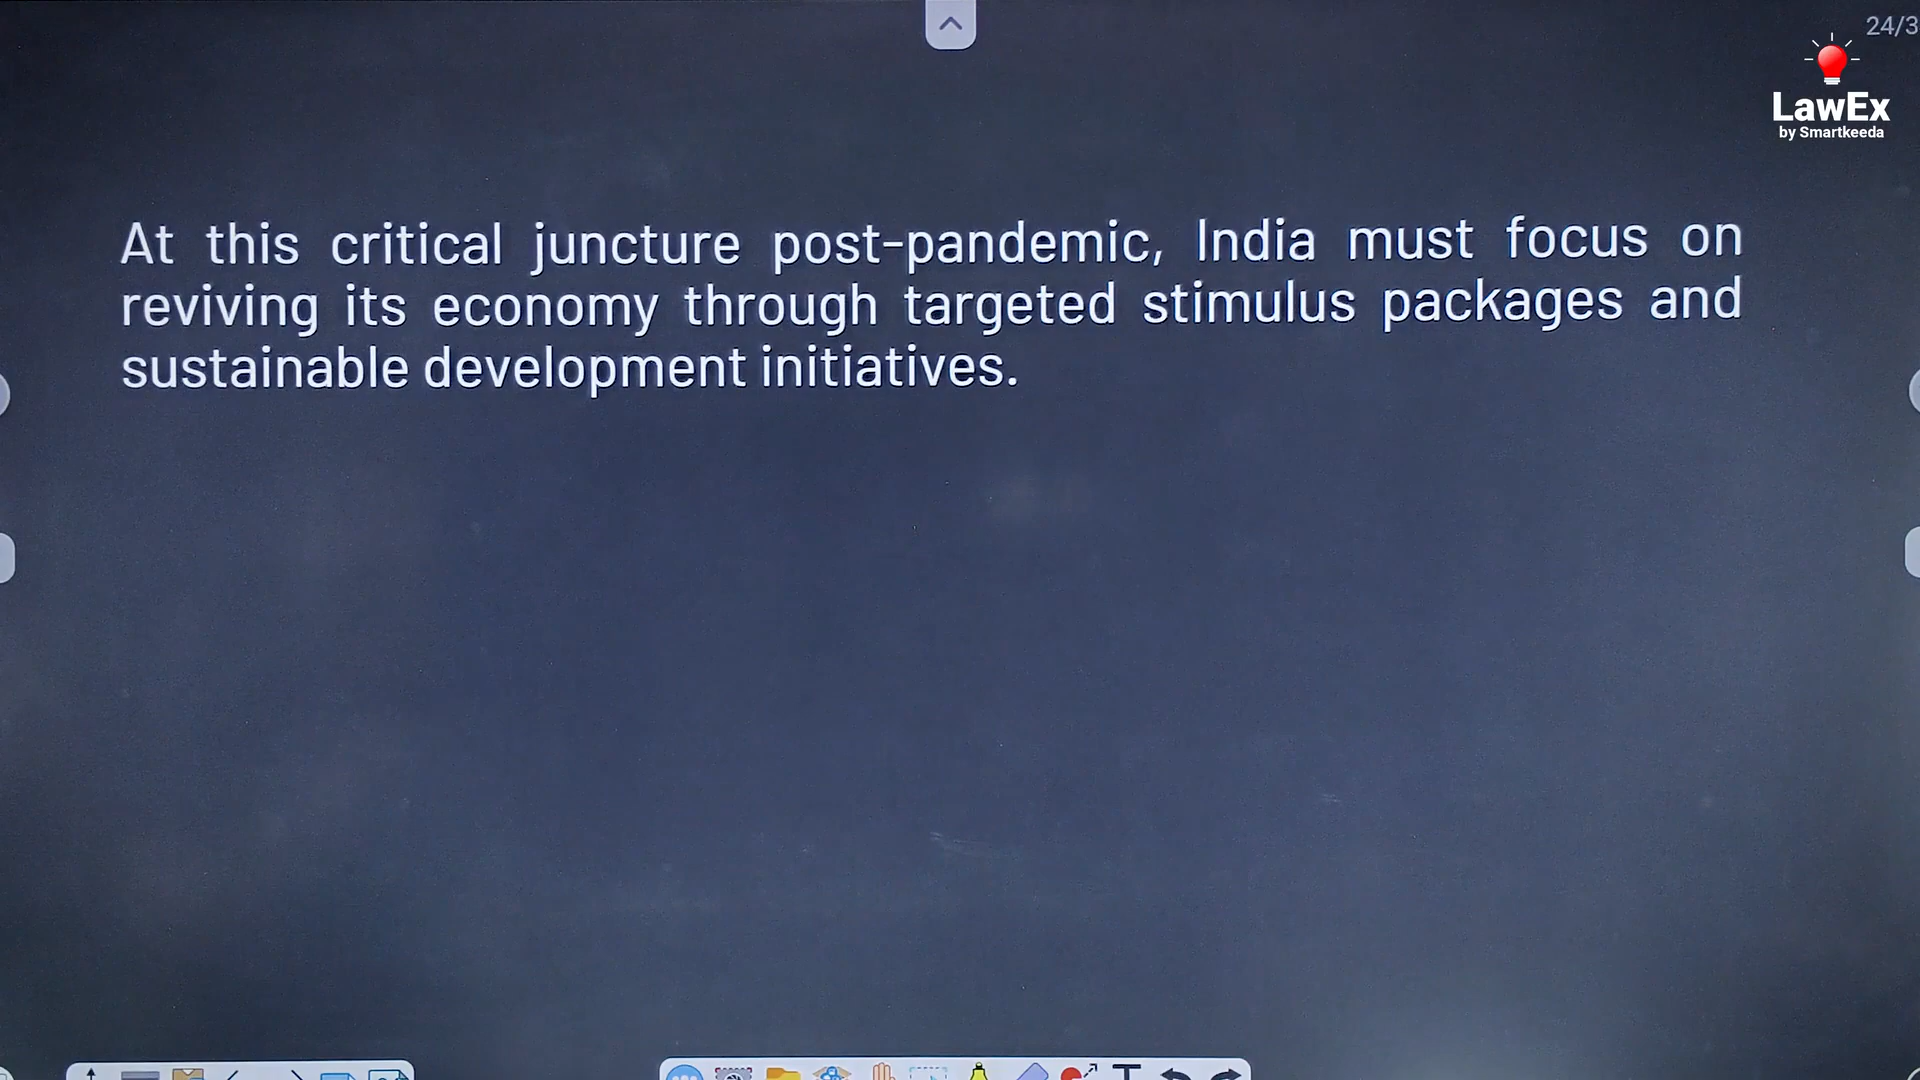 24/3
LawEx
by Smartkeeda
At this critical juncture post-pandemic, India must focus on
reviving its economy through targeted stimulus packages and
sustainable development initiatives.